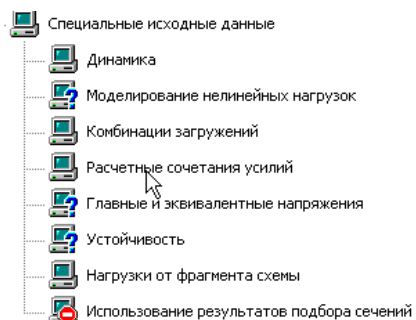 Специальные исходные данные
Динамика
Моделирование нелинейных нагрузок
Комбинации загружений
Расчетные сочетания усилий
Главные и эквивалентные напряжения
Устойчивость
Нагрузки от фрагмента схемы
Использование результатов подбора сечений